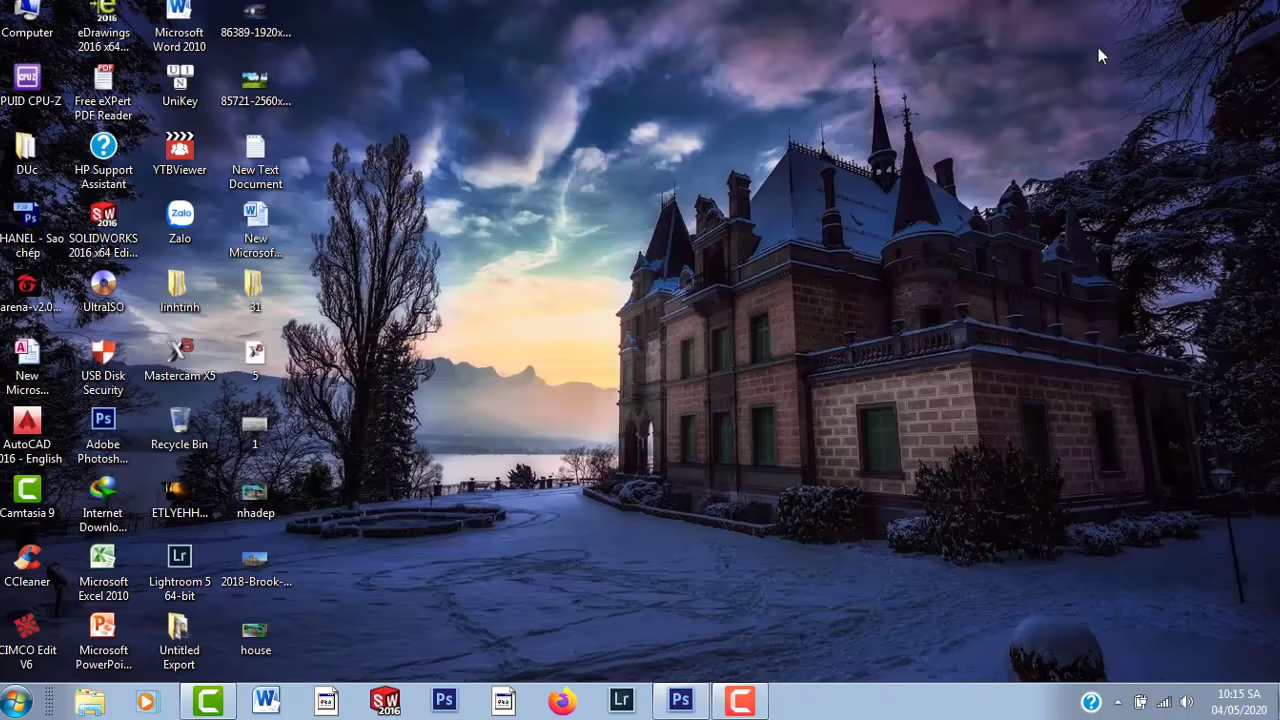 Computer
eDrawings
2016 x64...
Microsoft
Word 2010
86389-1920x...
PUID CPU-Z
Free eXPert
PDF Reader
UniKey
85721-2560x...
DUc
HP Support
Assistant
YTBViewer
New Text
Document
HANEL - Sao
chép
SOLIDWORKS
2016 x64 Edi...
Zalo
New
Microsof...
arena-v2.0...
UltraISO
linhtinh
31
New
Micros...
USB Disk
Security
Mastercam X5
5
AutoCAD
016 - English
Adobe
Photosh...
Recycle Bin
1
Camtasia 9
Internet
Downlo...
ETLYEHH...
nhadep
CCleaner
Microsoft
Excel 2010
Lightroom 5
64-bit
2018-Brook-...
CIMCO Edit
V6
Microsoft
PowerPoi...
Untitled
Export
house
10:15 SA
04/05/2020